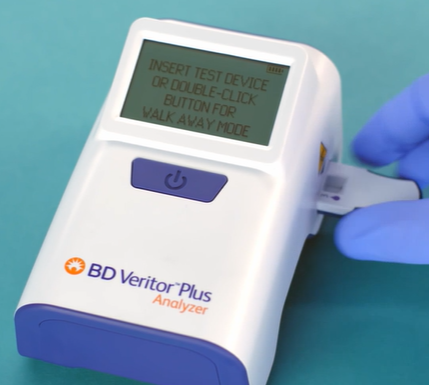 INSERT TEST DEVICE
OR DOUBLE-CLICK
BUTTON FOR
WALK AWAY MODE
BD Veritor™Plus
Analyzer